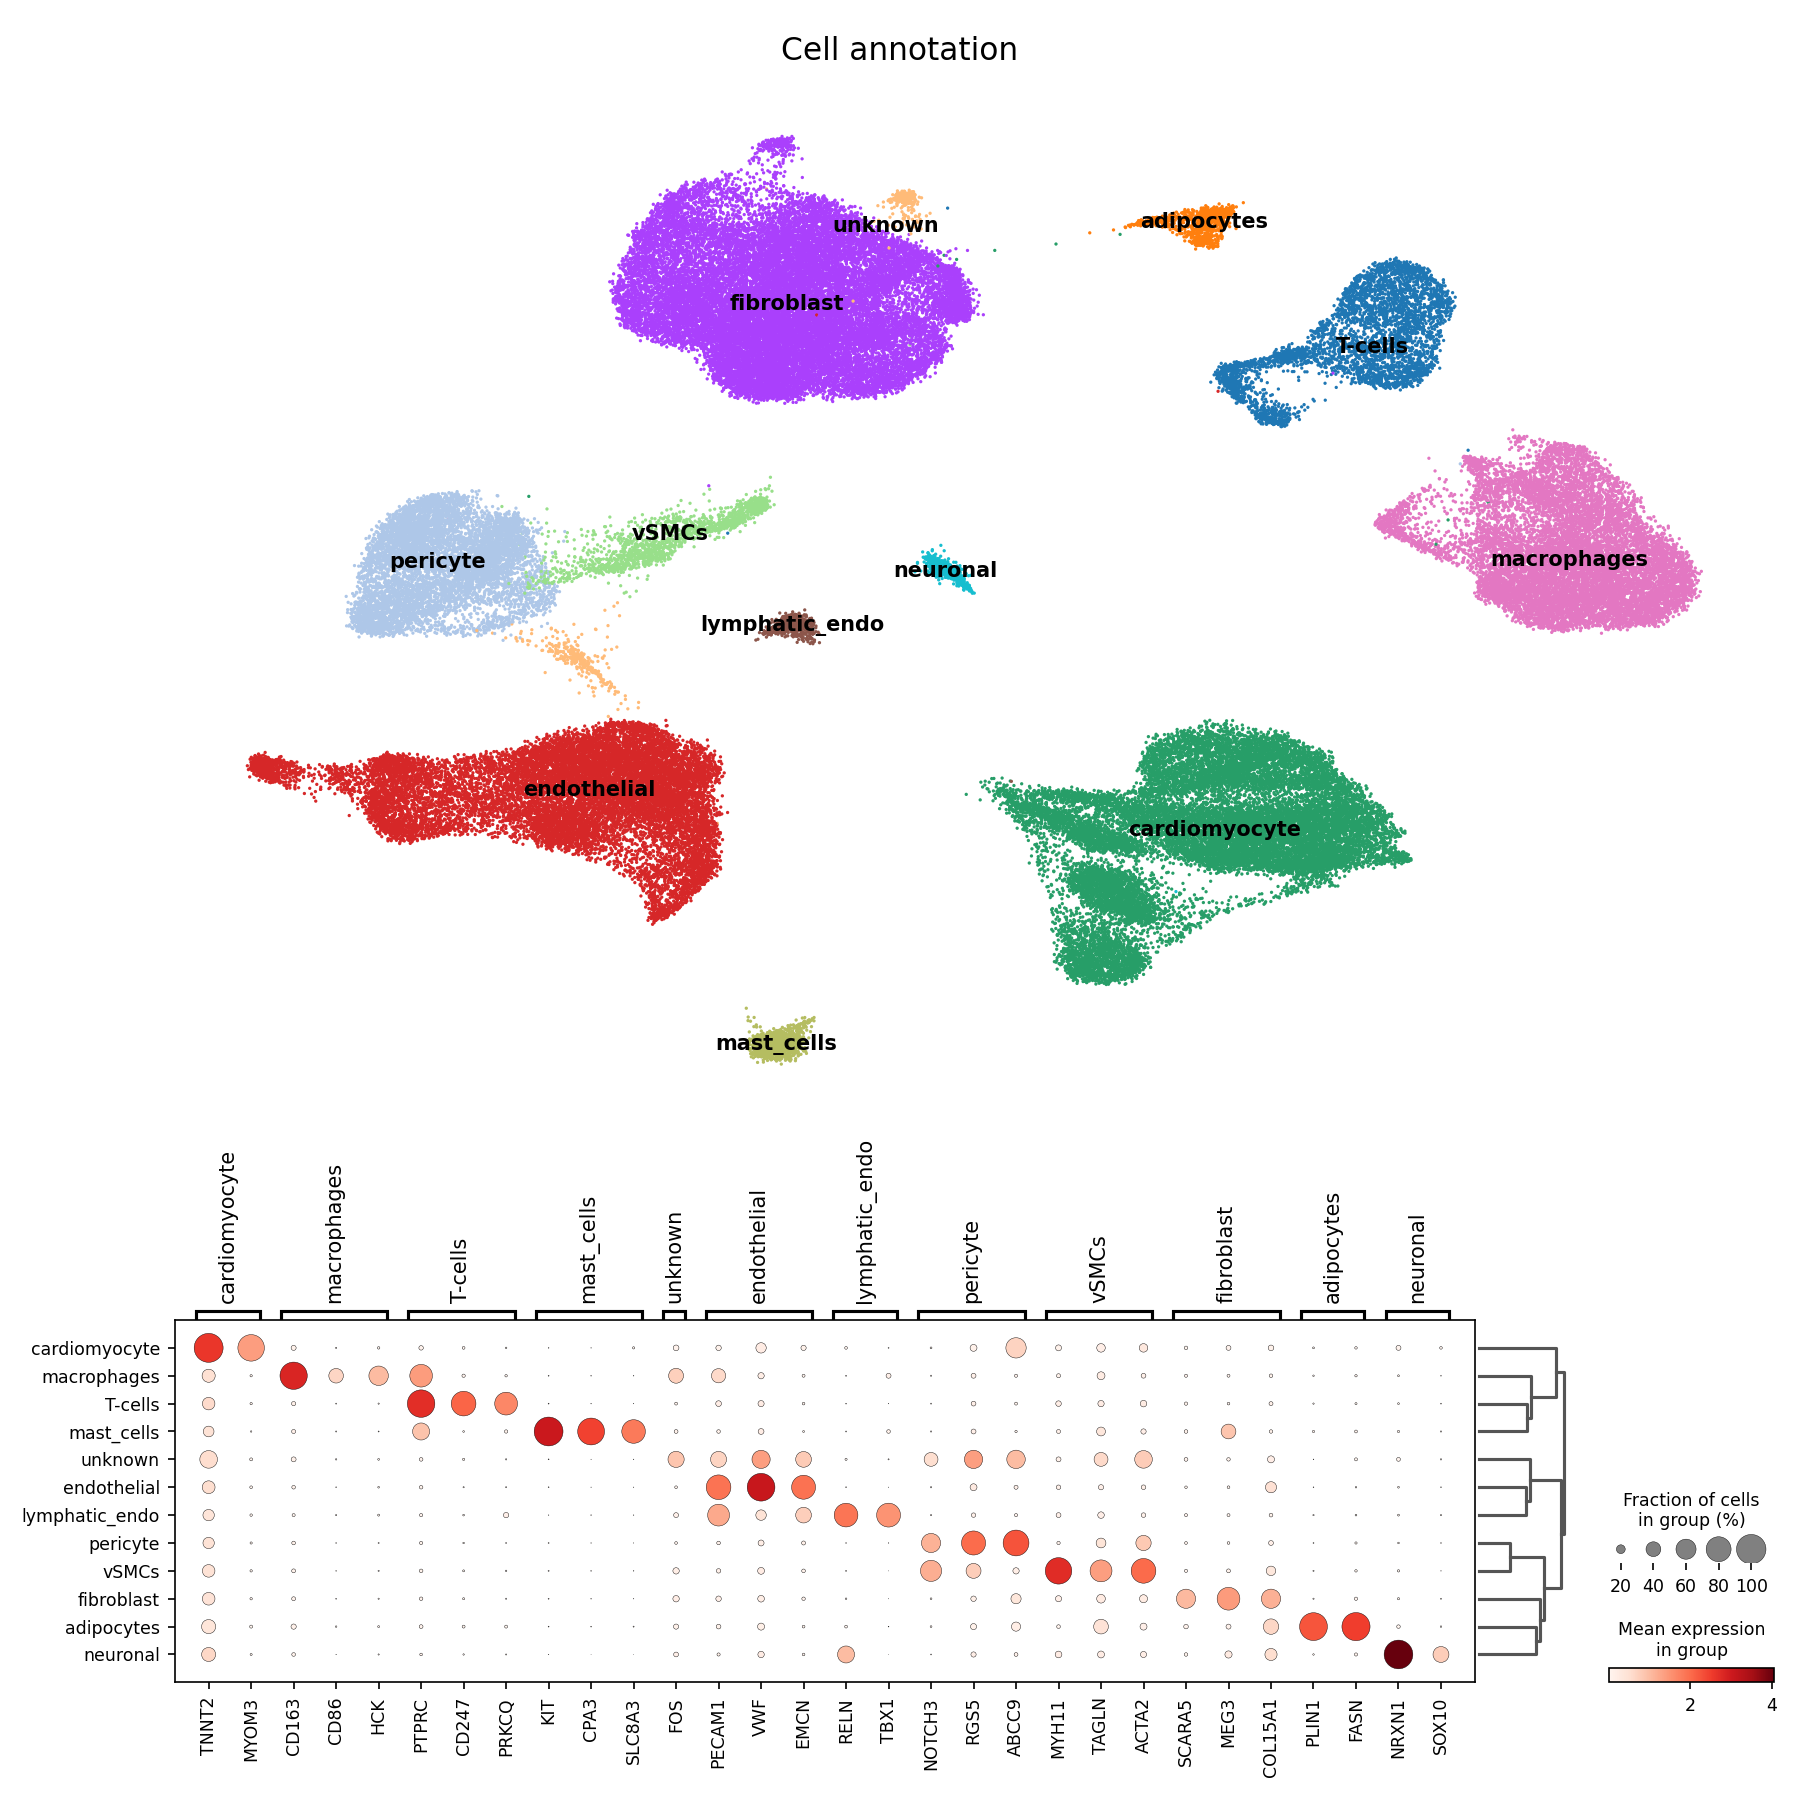 Cell annotation
unknown
adipocytes
fibroblast
T-cells
vSMCs
pericyte
macrophages
neuronal
lymphatic_endo
endothelial
cardiomyocyte
mast_cells
cardiomyocyte
macrophages
T-cells
mast_cells
unknown
endothelial
lymphatic_endo
pericyte
vSMCs
fibroblast
adipocytes
neuronal
cardiomyocyte
macrophages
T-cells
mast_cells
unknown
endothelial
lymphatic_endo
pericyte
vSMCs
fibroblast
adipocytes
neuronal
TNNT2
MYOM3
CD163
CD86
HCK
PTPRC
CD247
PRKCQ
KIT
CPA3
SLC8A3
FOS
PECAM1
VWF
EMCN
RELN
TBX1
NOTCH3
RGS5
ABCC9
MYH11
TAGLN
ACTA2
SCARA5
MEG3
COL15A1
PLIN1
FASN
NRXN1
SOX10
Fraction of cells
in group (%)
20 40 60 80 100
Mean expression
in group
2 4